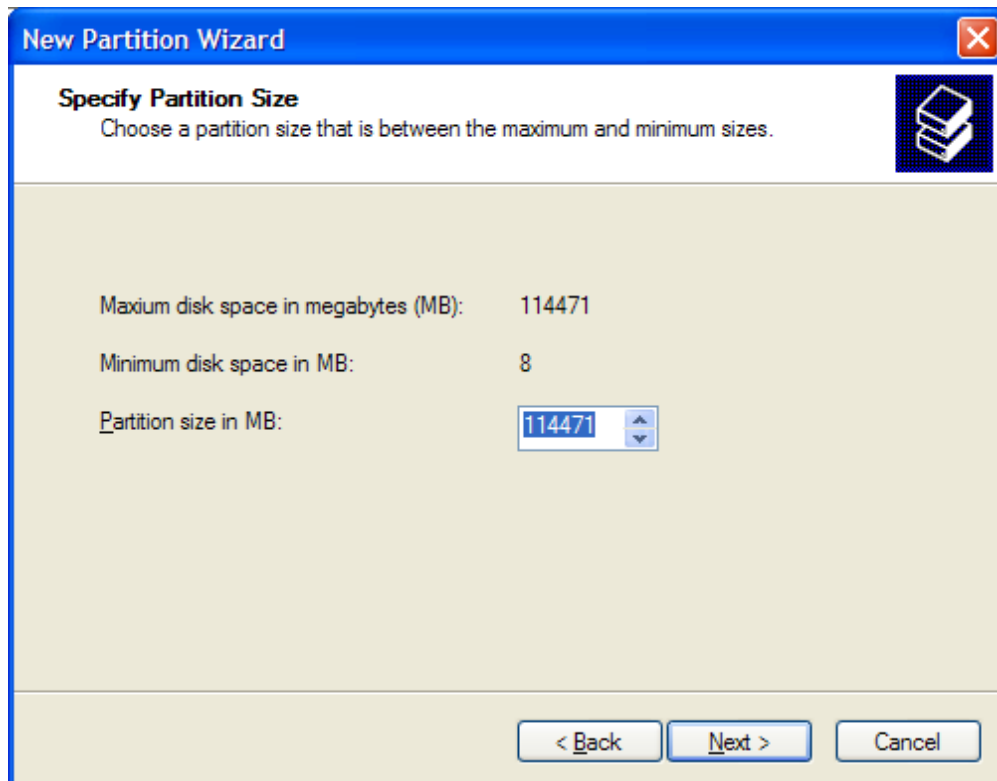 New Partition Wizard
Specify Partition Size
Choose a partition size that is between the maximum and minimum sizes.
Maxium disk space in megabytes (MB): 114471
Minimum disk space in MB: 8
Partition size in MB: 114471
< Back Next > Cancel